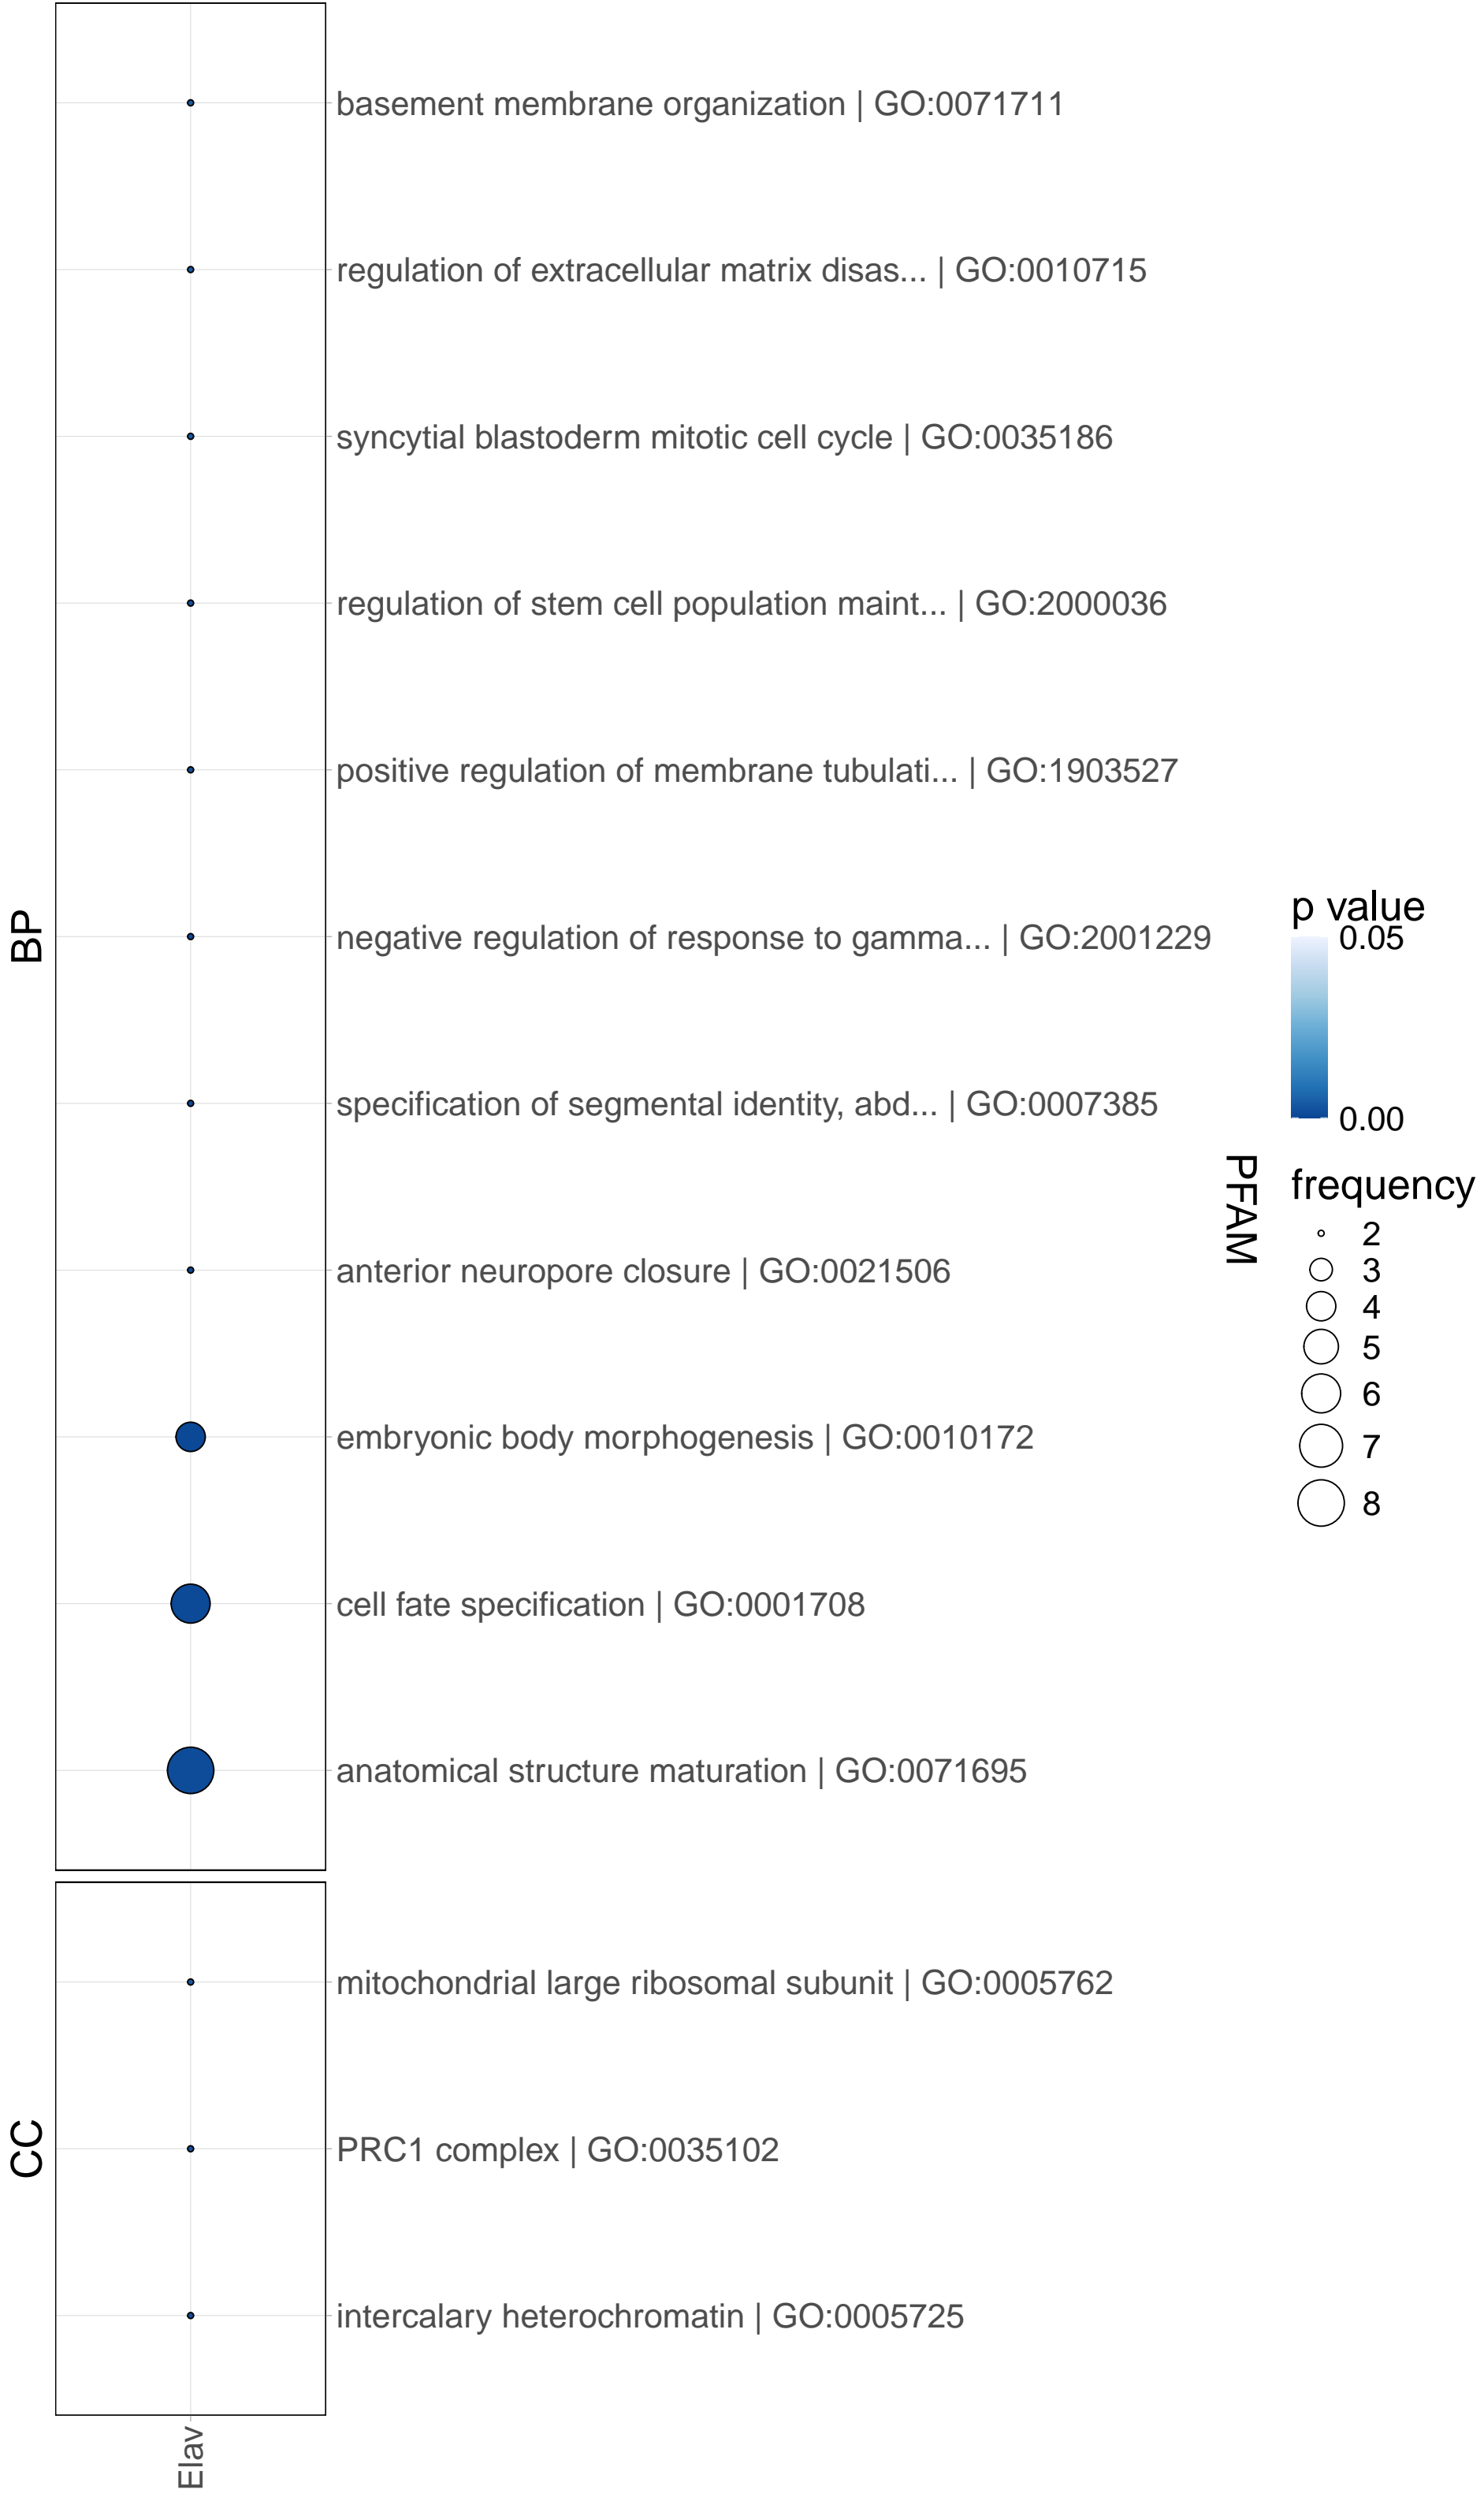 BP
basement membrane organization | GO:0071711
regulation of extracellular matrix disas... | GO:0010715
syncytial blastoderm mitotic cell cycle | GO:0035186
regulation of stem cell population maint... | GO:2000036
positive regulation of membrane tubulati... | GO:1903527
negative regulation of response to gamma... | GO:2001229
specification of segmental identity, abd... | GO:0007385
anterior neuropore closure | GO:0021506
embryonic body morphogenesis | GO:0010172
cell fate specification | GO:0001708
anatomical structure maturation | GO:0071695
CC
mitochondrial large ribosomal subunit | GO:0005762
PRC1 complex | GO:0035102
intercalary heterochromatin | GO:0005725
Elav
PFAM
p value
0.05
0.00
frequency
2
3
4
5
6
7
8